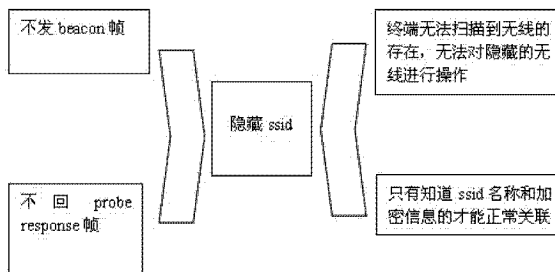 不发 beacon 帧
不 回 probe
response 帧
隐藏 ssid
终端无法扫描到无线的
存在，无法对隐藏的无
线进行操作
只有知道 ssid 名称和加
密信息的才能正常关联